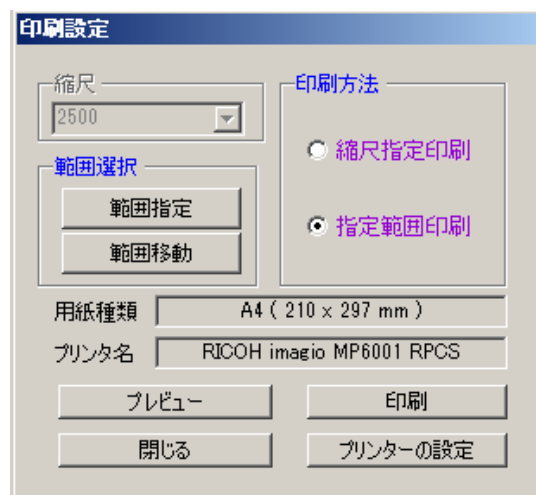 印刷設定
縮尺
2500
印刷方法
縮尺指定印刷
指定範囲印刷
範囲選択
範囲指定
範囲移動
用紙種類 A4 ( 210 x 297 mm )
プリンタ名 RICOH imagio MP6001 RPCS
プレビュー 印刷
閉じる プリンターの設定